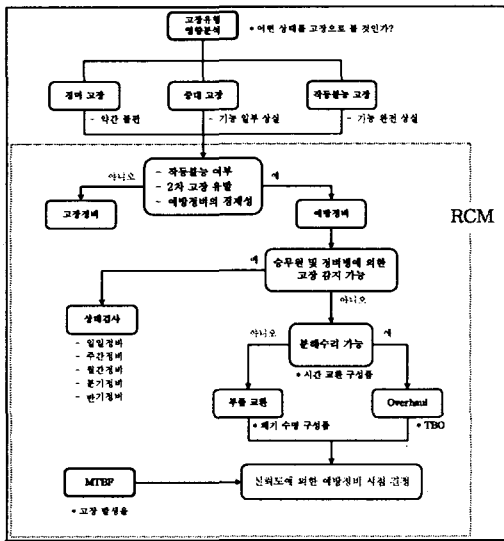 고장유형
영향분석
* 어떤 상태를 고장으로 볼 것인가?
경미 고장
중대 고장
작동불능 고장
- 약간 불편
- 기능 일부 상실
- 기능 완전 상실
RCM
- 작동불능 여부
- 2차 고장 유발
- 예방정비의 경제성
아니오
예
고장정비
예방정비
승무원 및 정비병에 의한
고장 감지 가능
예
아니오
상태검사
- 일일정비
- 주간정비
- 월간정비
- 분기정비
- 반기정비
분해수리 가능
아니오
예
* 시간 교환 구성품
부품 교환
Overhaul
* 폐기 수명 구성품
* TBO
MTBF
* 고장 발생율
신뢰도에 의한 예방정비 시점 결정